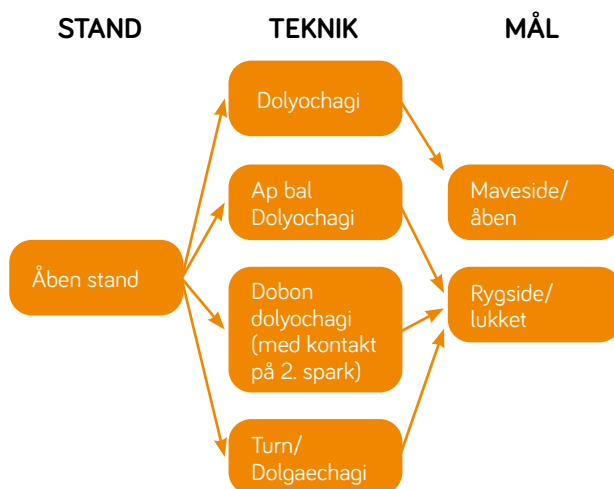 STAND TEKNIK MÅL
Dolyochagi
Ap bal
Dolyochagi
Maveside/
åben
Åben stand
Dobon
dolyochagi
(med kontakt
på 2. spark)
Rygside/
lukket
Turn/
Dolgaechagi